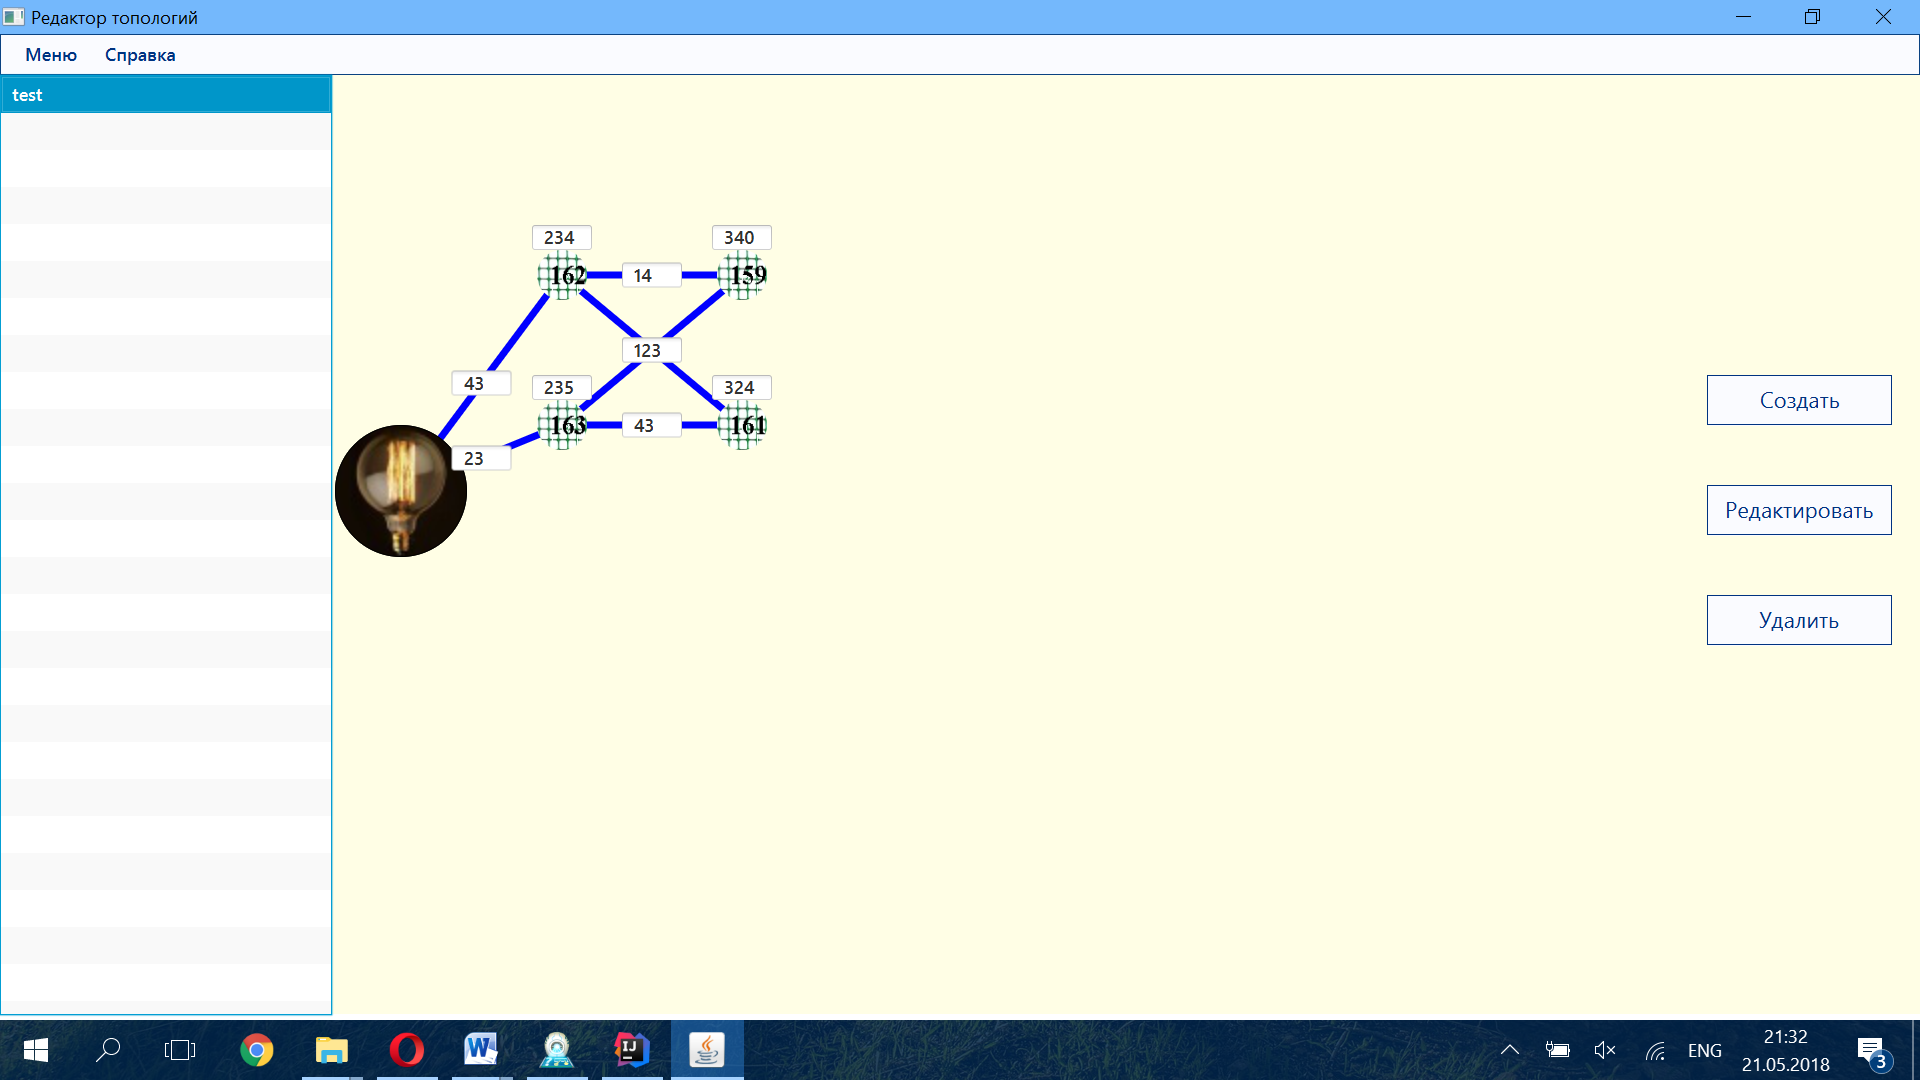 Редактор топологий
Меню Справка
test
234 340
162 14 159
123
43 235 324
163 43 161
23
Создать
Редактировать
Удалить
W IJ ENG 21:32
21.05.2018 3